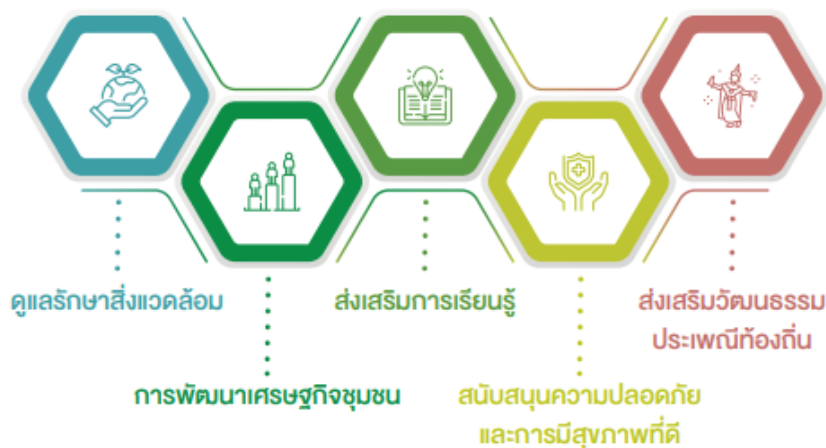 ดูแลรักษาสิ่งแวดล้อม
การพัฒนาเศรษฐกิจชุมชน
ส่งเสริมการเรียนรู้
สนับสนุนความปลอดภัย
และการมีสุขภาพที่ดี
ส่งเสริมวัฒนธรรม
ประเพณีท้องถิ่น